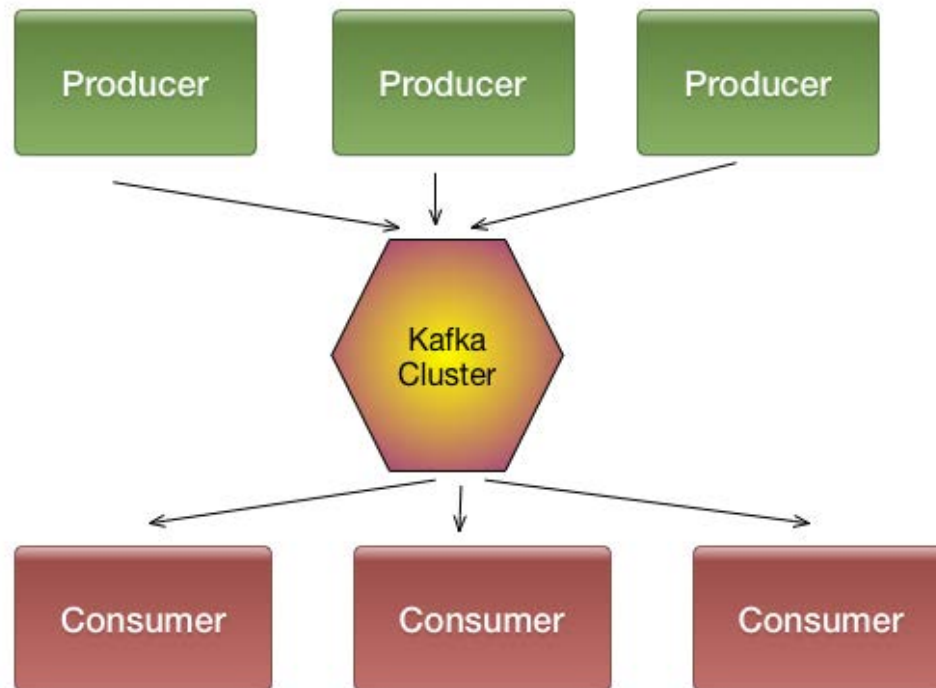 Producer
Producer
Producer
Kafka
Cluster
Consumer
Consumer
Consumer